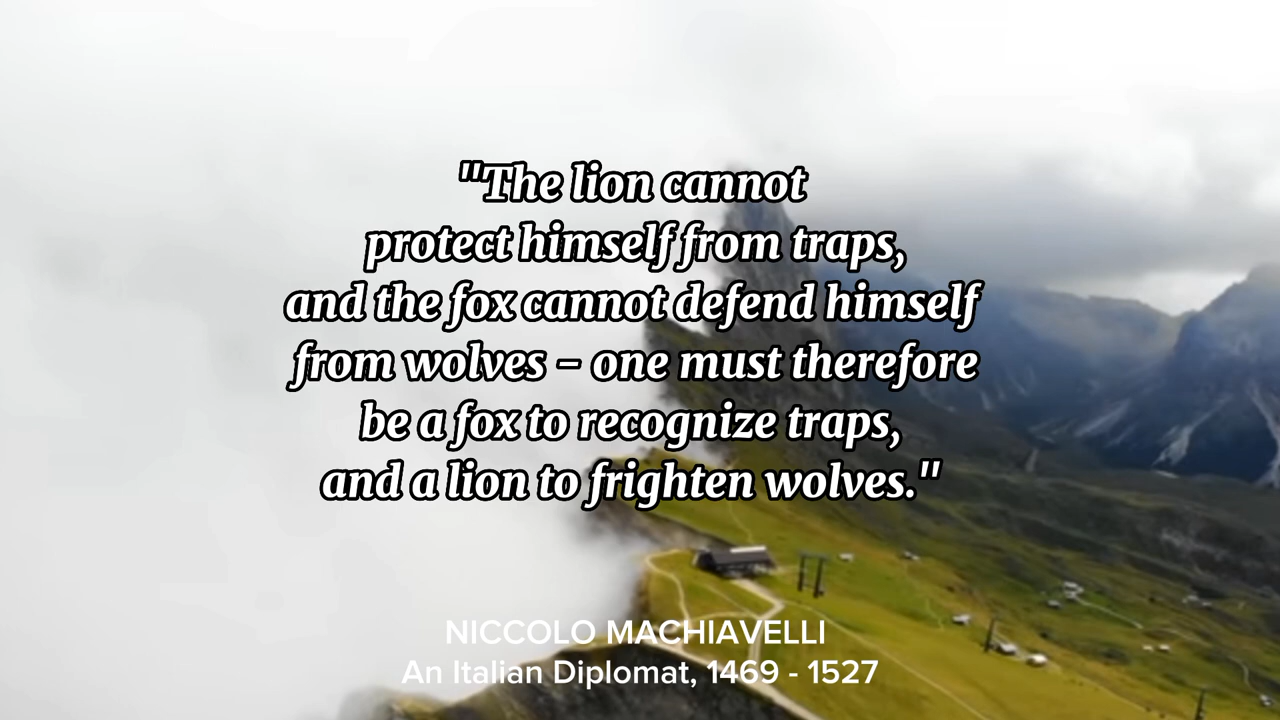 "The lion cannot
protect himself from traps,
and the fox cannot defend himself
from wolves - one must therefore
be a fox to recognize traps,
and a lion to frighten wolves."
NICCOLO MACHIAVELLI
An Italian Diplomat, 1469 - 1527